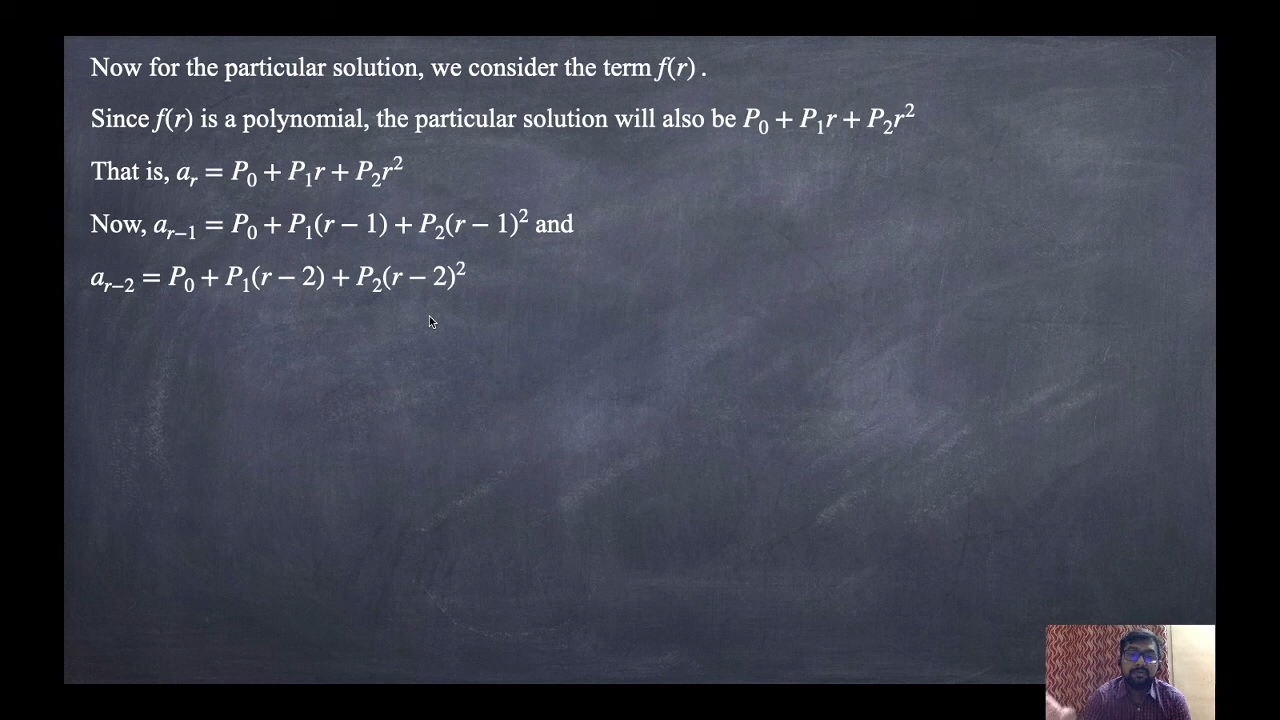 Now for the particular solution, we consider the term f(r) .
Since f(r) is a polynomial, the particular solution will also be P₀ + P₁r + P₂r²
That is, aᵣ = P₀ + P₁r + P₂r²
Now, aᵣ₋₁ = P₀ + P₁(r − 1) + P₂(r − 1)² and
aᵣ₋₂ = P₀ + P₁(r − 2) + P₂(r − 2)²